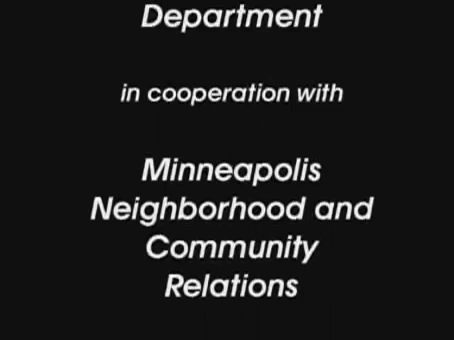 Department
in cooperation with
Minneapolis
Neighborhood and
Community
Relations